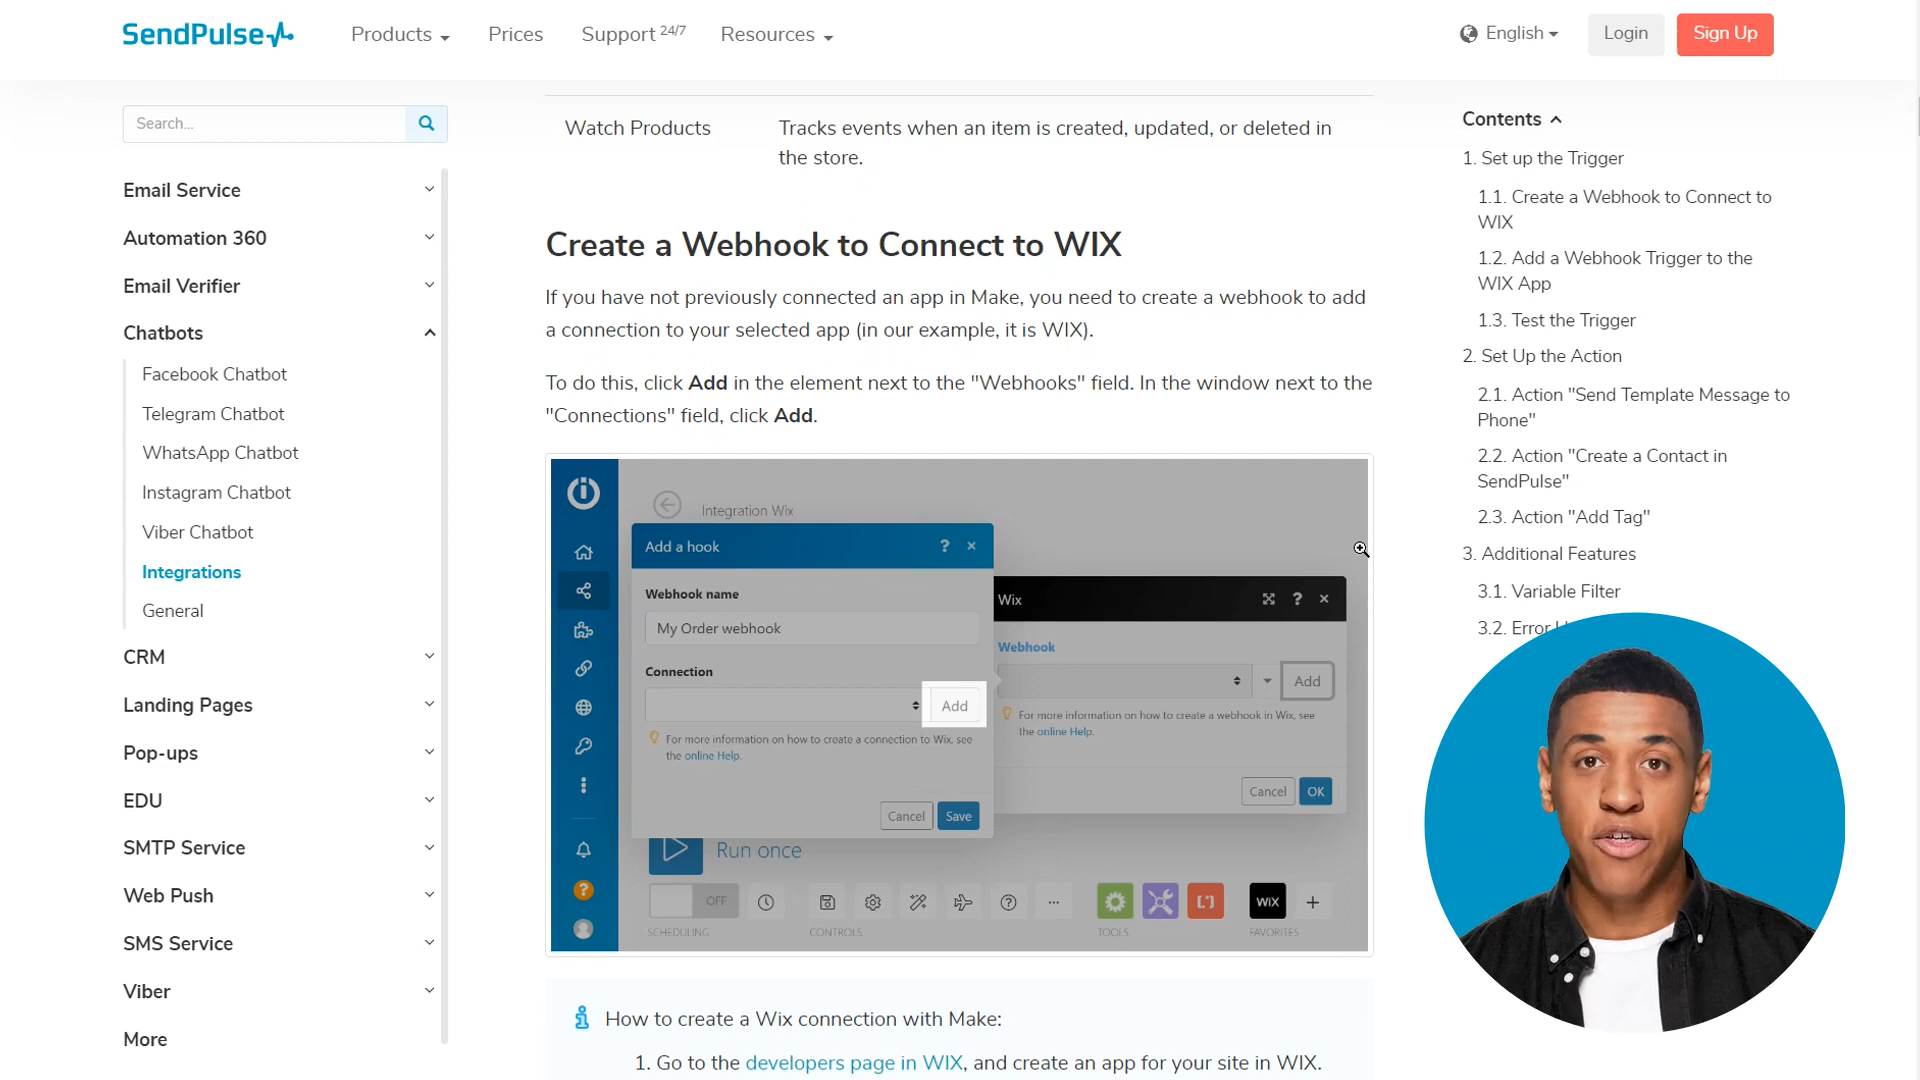 SendPulse
Products
Prices
Support 24/7
Resources
English
Login
Sign Up
Search...
Email Service
Automation 360
Email Verifier
Chatbots
Facebook Chatbot
Telegram Chatbot
WhatsApp Chatbot
Instagram Chatbot
Viber Chatbot
Integrations
General
CRM
Landing Pages
Pop-ups
EDU
SMTP Service
Web Push
SMS Service
Viber
More
Watch Products
Tracks events when an item is created, updated, or deleted in
the store.
Create a Webhook to Connect to WIX
If you have not previously connected an app in Make, you need to create a webhook to add
a connection to your selected app (in our example, it is WIX).
To do this, click Add in the element next to the "Webhooks" field. In the window next to the
"Connections" field, click Add.
Integration Wix
Add a hook
?
Webhook name
My Order webhook
Connection
Add
For more information on how to create a connection to Wix, see
the online Help.
Cancel
Save
Wix
?
Webhook
Add
For more information on how to create a webhook in Wix, see
the online Help.
Cancel
OK
Run once
OFF
SCHEDULING
CONTROLS
TOOLS
WIX
FAVORITES
How to create a Wix connection with Make:
1. Go to the developers page in WIX, and create an app for your site in WIX.
Contents
1. Set up the Trigger
1.1. Create a Webhook to Connect to
WIX
1.2. Add a Webhook Trigger to the
WIX App
1.3. Test the Trigger
2. Set Up the Action
2.1. Action "Send Template Message to
Phone"
2.2. Action "Create a Contact in
SendPulse"
2.3. Action "Add Tag"
3. Additional Features
3.1. Variable Filter
3.2. Error